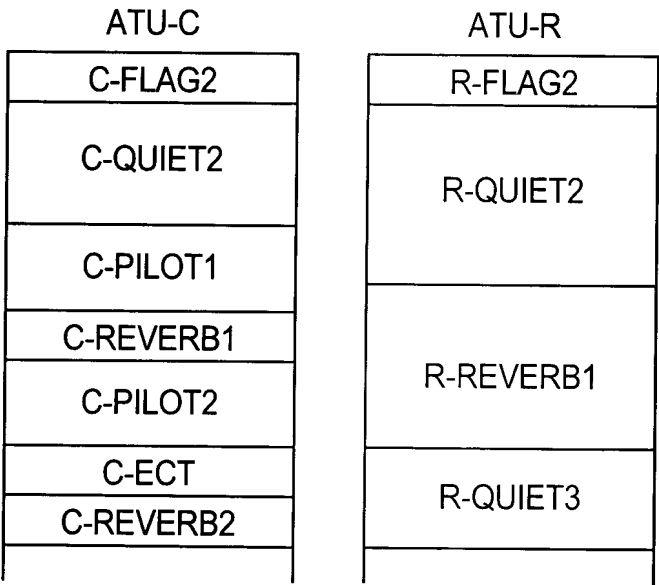 ATU-C
C-FLAG2
C-QUIET2
C-PILOT1
C-REVERB1
C-PILOT2
C-ECT
C-REVERB2
ATU-R
R-FLAG2
R-QUIET2
R-REVERB1
R-QUIET3